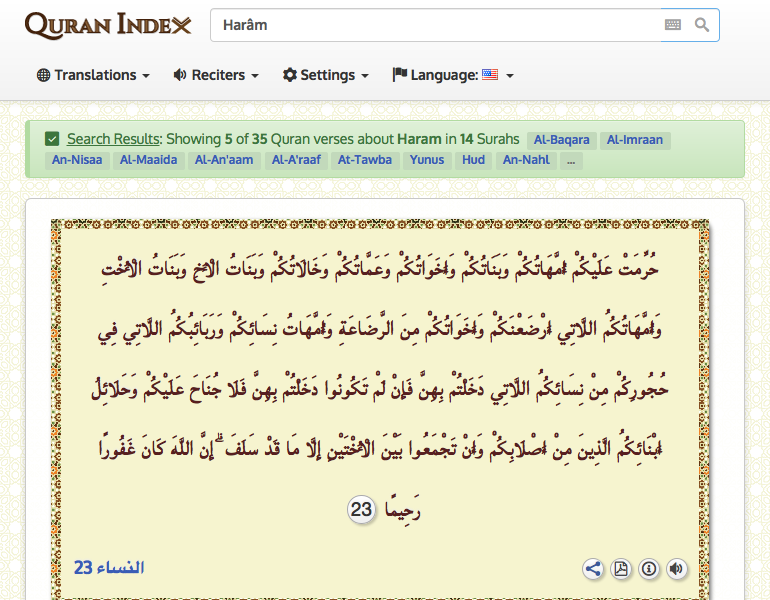 QURAN INDEX
Harâm
Translations Reciters Settings Language:
Search Results: Showing 5 of 35 Quran verses about Haram in 14 Surahs Al-Baqara Al-Imraan
An-Nisaa Al-Maaida Al-An'aam Al-A'raaf At-Tawba Yunus Hud An-Nahl ...
حُرِّمَتْ عَلَيْكُمْ أُمَّهَاتُكُمْ وَبَنَاتُكُمْ وَأَخَوَاتُكُمْ وَعَمَّاتُكُمْ وَخَالَاتُكُمْ وَبَنَاتُ الْأَخِ وَبَنَاتُ الْأُخْتِ
وَأُمَّهَاتُكُمُ اللَّاتِي أَرْضَعْنَكُمْ وَأَخَوَاتُكُمْ مِنَ الرَّضَاعَةِ وَأُمَّهَاتُ نِسَائِكُمْ وَرَبَائِبُكُمُ اللَّاتِي فِي
حُجُورِكُمْ مِنْ نِسَائِكُمُ اللَّاتِي دَخَلْتُمْ بِهِنَّ فَإِنْ لَمْ تَكُونُوا دَخَلْتُمْ بِهِنَّ فَلَا جُنَاحَ عَلَيْكُمْ وَحَلَائِلُ
أَبْنَائِكُمُ الَّذِينَ مِنْ أَصْلَابِكُمْ وَأَنْ تَجْمَعُوا بَيْنَ الْأُخْتَيْنِ إِلَّا مَا قَدْ سَلَفَ ۗ إِنَّ اللَّهَ كَانَ غَفُورًا
رَحِيمًا 23
النساء 23